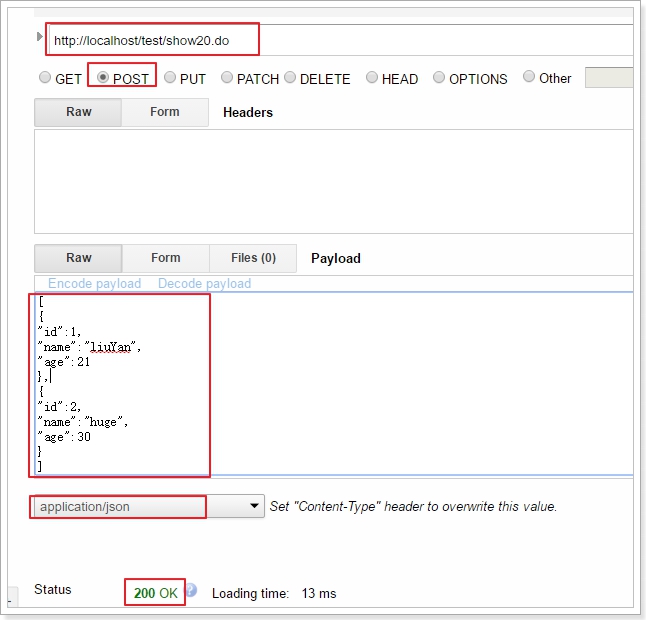 http://localhost/test/show20.do
GET POST PUT PATCH DELETE HEAD OPTIONS Other
Raw Form Headers
Raw Form Files (0) Payload
Encode payload Decode payload
[
{
"id":1,
"name":"liuYan",
"age":21
},
{
"id":2,
"name":"huge",
"age":30
}
]
application/json Set "Content-Type" header to overwrite this value.
Status 200 OK ? Loading time: 13 ms